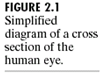 FIGURE 2.1
Simplified
diagram of a cross
section of the
human eye.